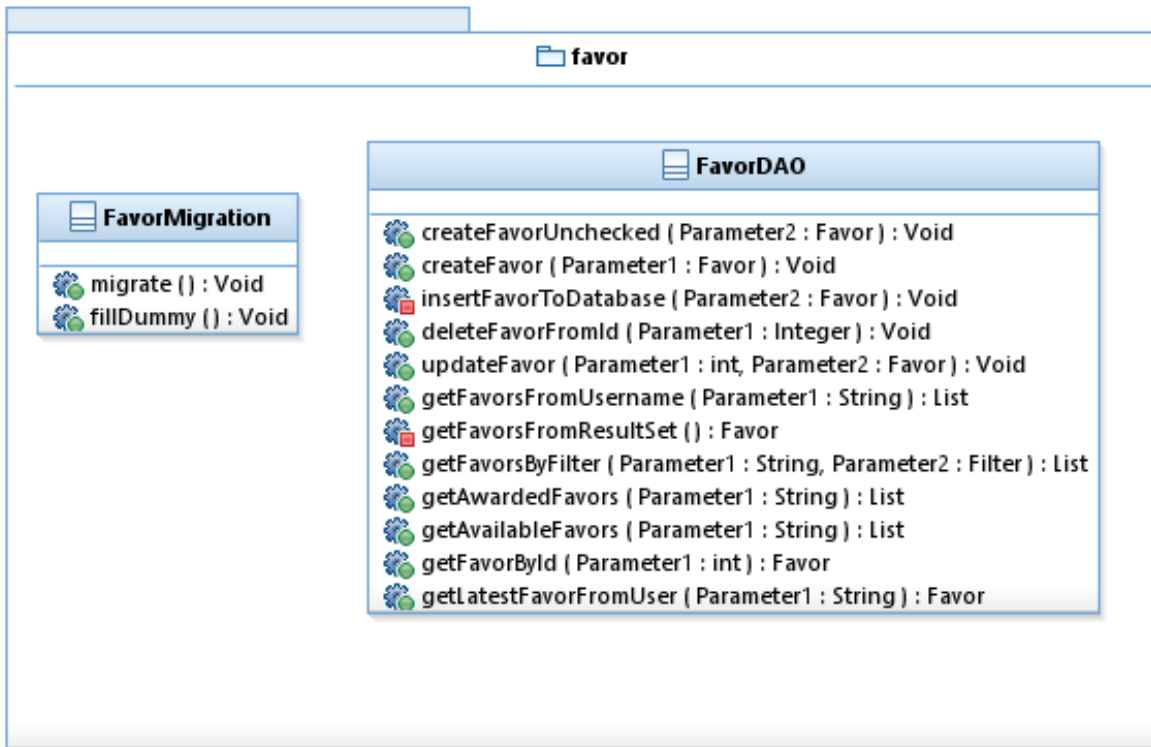 favor
FavorMigration
migrate () : Void
fillDummy () : Void
FavorDAO
createFavorUnchecked ( Parameter2 : Favor ) : Void
createFavor ( Parameter1 : Favor ) : Void
insertFavorToDatabase ( Parameter2 : Favor ) : Void
deleteFavorFromId ( Parameter1 : Integer ) : Void
updateFavor ( Parameter1 : int, Parameter2 : Favor ) : Void
getFavorsFromUsername ( Parameter1 : String ) : List
getFavorsFromResultSet () : Favor
getFavorsByFilter ( Parameter1 : String, Parameter2 : Filter ) : List
getAwardedFavors ( Parameter1 : String ) : List
getAvailableFavors ( Parameter1 : String ) : List
getFavorById ( Parameter1 : int ) : Favor
getLatestFavorFromUser ( Parameter1 : String ) : Favor